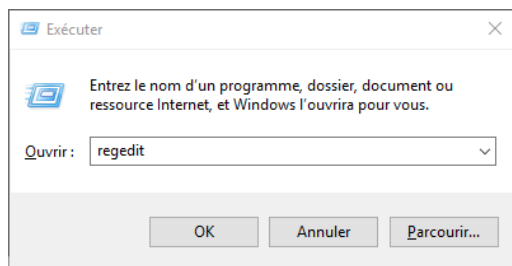 Exécuter
Entrez le nom d'un programme, dossier, document ou
ressource Internet, et Windows l'ouvrira pour vous.
Ouvrir : regedit
OK Annuler Parcourir...